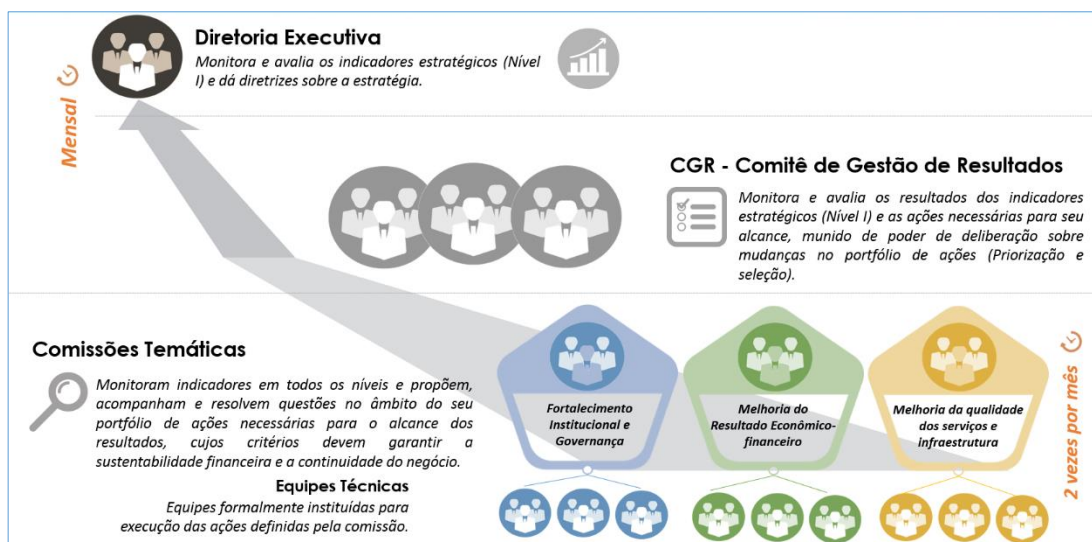 Diretoria Executiva
Monitora e avalia os indicadores estratégicos (Nível
I) e dá diretrizes sobre a estratégia.
Mensal
CGR - Comitê de Gestão de Resultados
Monitora e avalia os resultados dos indicadores
estratégicos (Nível I) e as ações necessárias para seu
alcance, munido de poder de deliberação sobre
mudanças no portfólio de ações (Priorização e
seleção).
Comissões Temáticas
Monitoram indicadores em todos os níveis e propõem,
acompanham e resolvem questões no âmbito do seu
portfólio de ações necessárias para o alcance dos
resultados, cujos critérios devem garantir a
sustentabilidade financeira e a continuidade do negócio.
Equipes Técnicas
Equipes formalmente instituídas para
execução das ações definidas pela comissão.
Fortalecimento
Institucional e
Governança
Melhoria do
Resultado Econômico-
financeiro
Melhoria da qualidade
dos serviços e
infraestrutura
2 vezes por mês